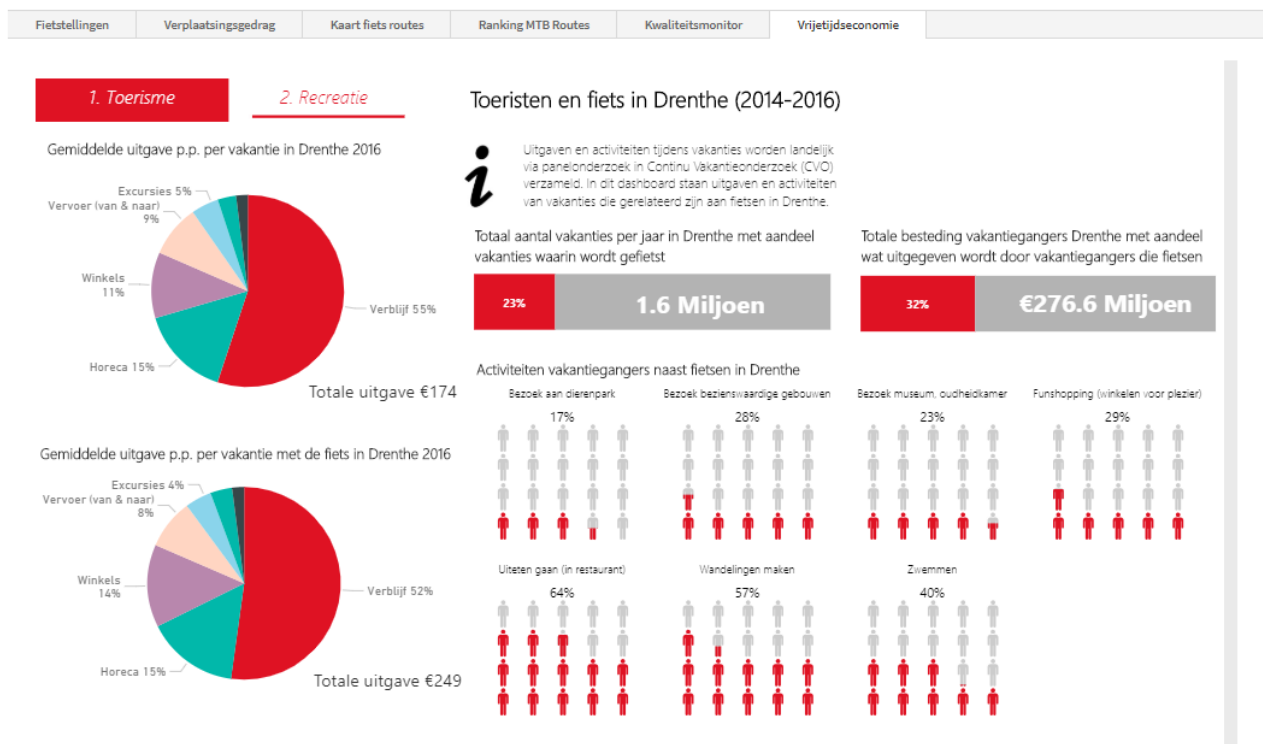 Fietstellingen
Verplaatsingsgedrag
Kaart fiets routes
Ranking MTB Routes
Kwaliteitsmonitor
Vrijetijdseconomie
1. Toerisme
2. Recreatie
Gemiddelde uitgave p.p. per vakantie in Drenthe 2016
Excursies 5%
Vervoer (van & naar)
9%
Winkels
11%
Horeca 15%
Verblijf 55%
Totale uitgave €174
Gemiddelde uitgave p.p. per vakantie met de fiets in Drenthe 2016
Excursies 4%
Vervoer (van & naar)
8%
Winkels
14%
Horeca 15%
Verblijf 52%
Totale uitgave €249
Toeristen en fiets in Drenthe (2014-2016)
i
Uitgaven en activiteiten tijdens vakanties worden landelijk
via panelonderzoek in Continu Vakantieonderzoek (CVO)
verzameld. In dit dashboard staan uitgaven en activiteiten
van vakanties die gerelateerd zijn aan fietsen in Drenthe.
Totaal aantal vakanties per jaar in Drenthe met aandeel
vakanties waarin wordt gefietst
23%
1.6 Miljoen
Totale besteding vakantiegangers Drenthe met aandeel
wat uitgegeven wordt door vakantiegangers die fietsen
32%
€276.6 Miljoen
Activiteiten vakantiegangers naast fietsen in Drenthe
Bezoek aan dierenpark
17%
Bezoek bezienswaardige gebouwen
28%
Bezoek museum, oudheidkamer
23%
Funshopping (winkelen voor plezier)
29%
Uiteten gaan (in restaurant)
64%
Wandelingen maken
57%
Zwemmen
40%